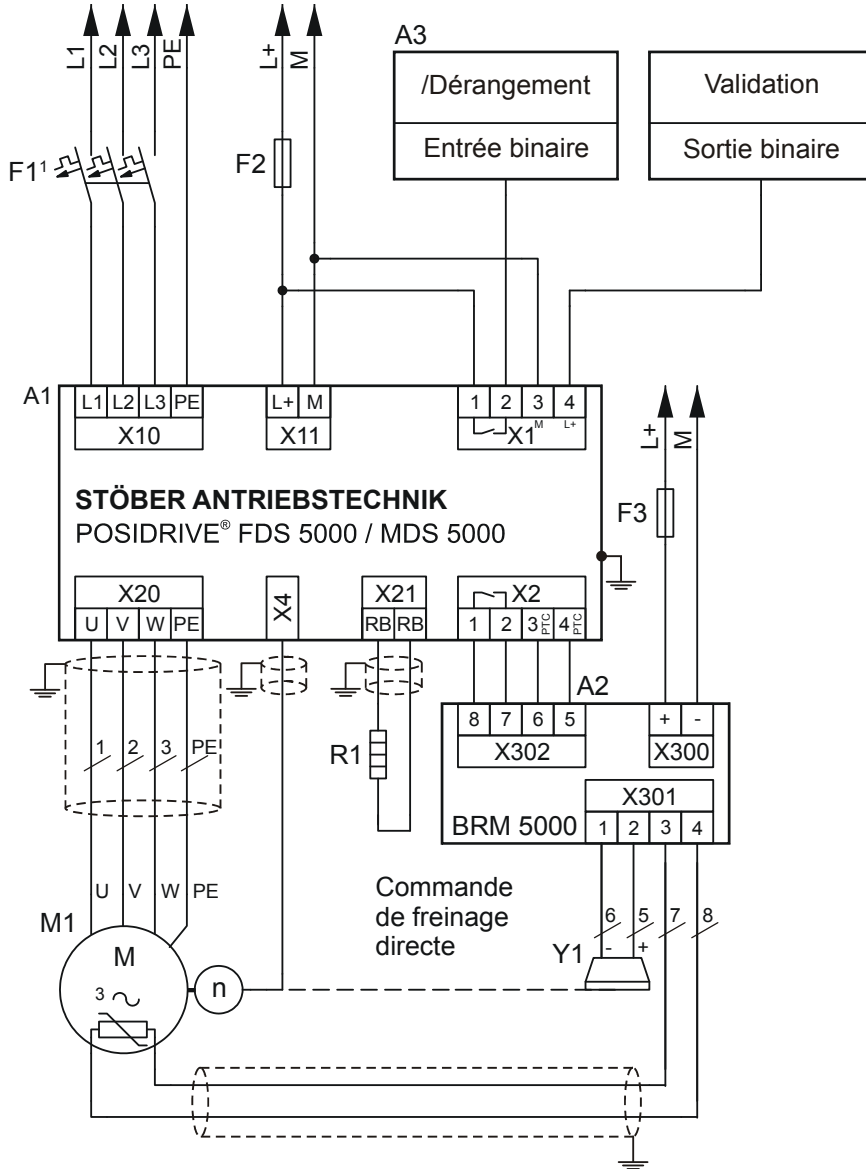 L1 L2 L3 PE L+ M
A3
/Dérangement
Entrée binaire
Validation
Sortie binaire
F1¹
F2
A1
L1 L2 L3 PE
X10
L+ M
X11
1 2 3 4
X1 M L+
L+ M
F3
STÖBER ANTRIEBSTECHNIK
POSIDRIVE® FDS 5000 / MDS 5000
X20
U V W PE
X4
X21
RB RB
X2
1 2 3 PTC 4 PTC
A2
8 7 6 5
X302
+ -
X300
X301
BRM 5000 1 2 3 4
1 2 3 PE
R1
Commande
de freinage
directe
6 5 7 8
Y1 - +
U V W PE
M1
M
3
n